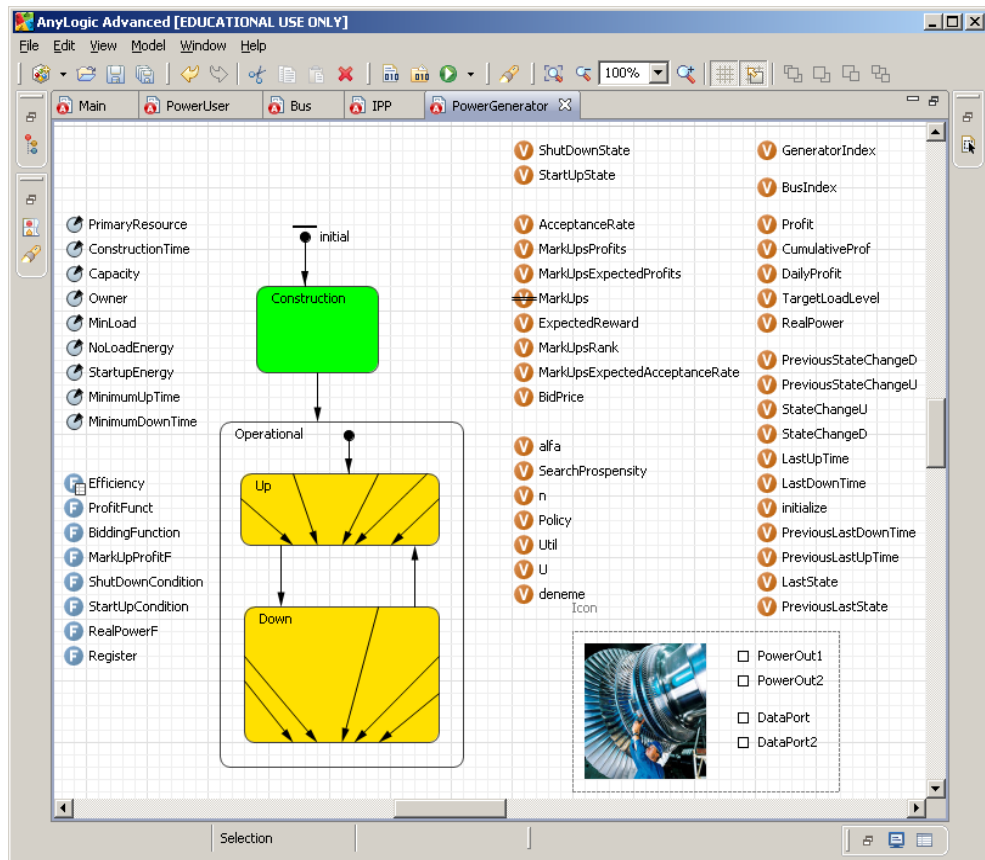 AnyLogic Advanced [EDUCATIONAL USE ONLY]
File Edit View Model Window Help
100%
Main PowerUser Bus IPP PowerGenerator
PrimaryResource
ConstructionTime
Capacity
Owner
MinLoad
NoLoadEnergy
StartupEnergy
MinimumUpTime
MinimumDownTime
Efficiency
ProfitFunct
BiddingFunction
MarkUpProfitF
ShutDownCondition
StartUpCondition
RealPowerF
Register
initial
Construction
Operational
Up
Down
ShutDownState
StartUpState
AcceptanceRate
MarkUpsProfits
MarkUpsExpectedProfits
MarkUps
ExpectedReward
MarkUpsRank
MarkUpsExpectedAcceptanceRate
BidPrice
alfa
SearchProspensity
n
Policy
Util
U
deneme
Icon
GeneratorIndex
BusIndex
Profit
CumulativeProf
DailyProfit
TargetLoadLevel
RealPower
PreviousStateChangeD
PreviousStateChangeU
StateChangeU
StateChangeD
LastUpTime
LastDownTime
initialize
PreviousLastDownTime
PreviousLastUpTime
LastState
PreviousLastState
PowerOut1
PowerOut2
DataPort
DataPort2
Selection